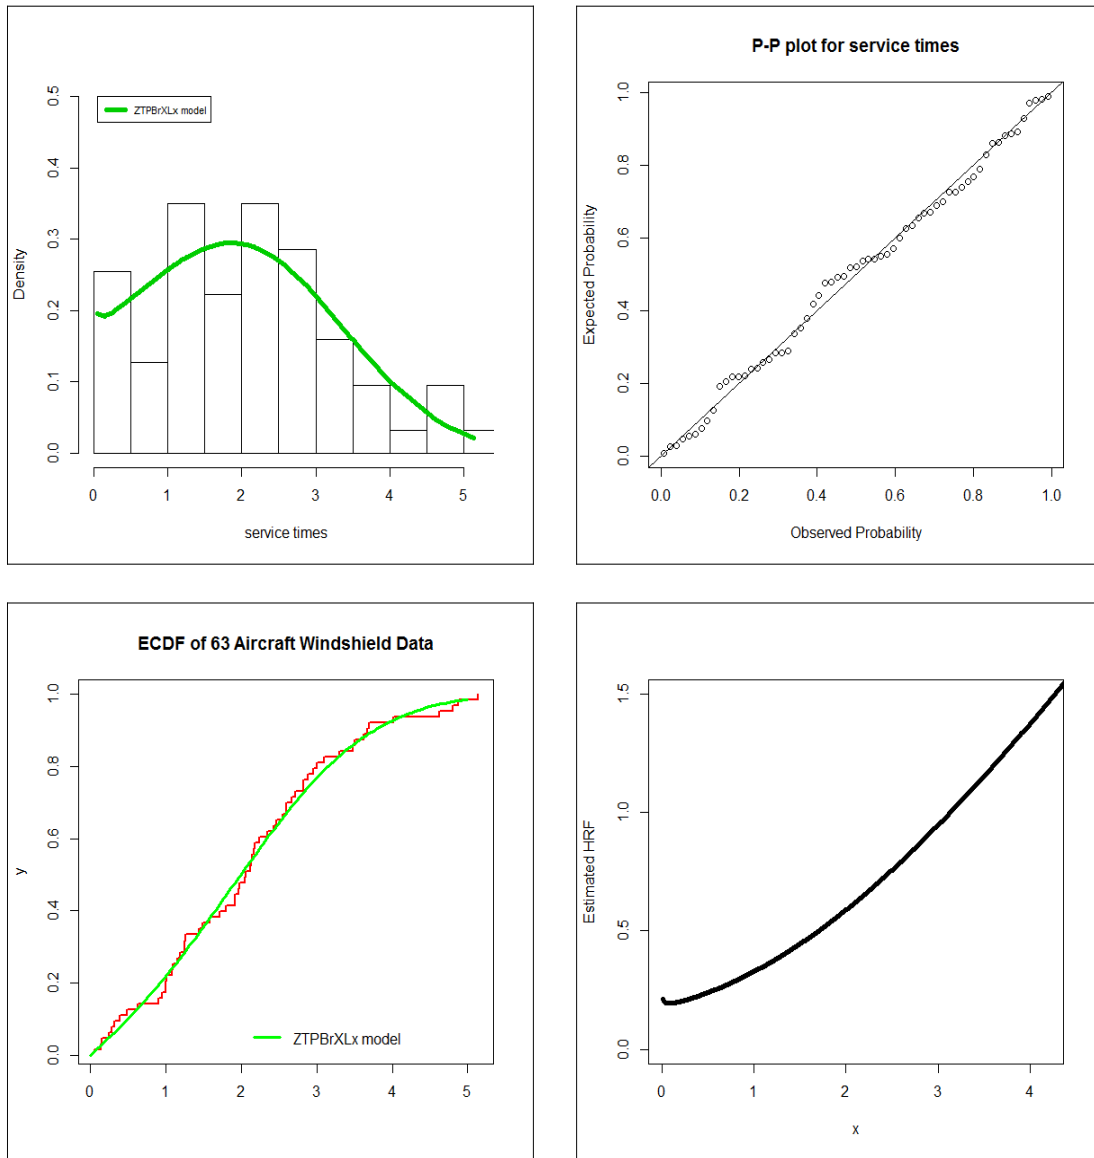 ZTPBrXLx model
Density
0.0 0.1 0.2 0.3 0.4 0.5
0 1 2 3 4 5
service times
P-P plot for service times
Expected Probability
0.0 0.2 0.4 0.6 0.8 1.0
0.0 0.2 0.4 0.6 0.8 1.0
Observed Probability
ECDF of 63 Aircraft Windshield Data
y
0.0 0.2 0.4 0.6 0.8 1.0
ZTPBrXLx model
0 1 2 3 4 5
Estimated HRF
0.0 0.5 1.0 1.5
0 1 2 3 4
x